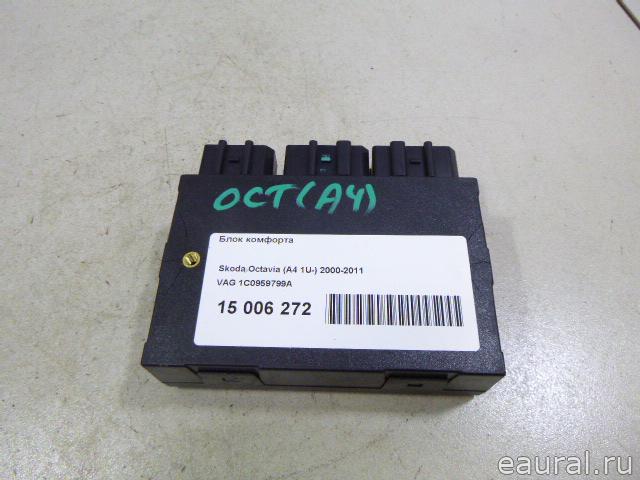 OCT(A4)
Блок комфорта
Skoda Octavia (A4 1U-) 2000-2011
VAG 1C0959799A
15 006 272
eaural.ru